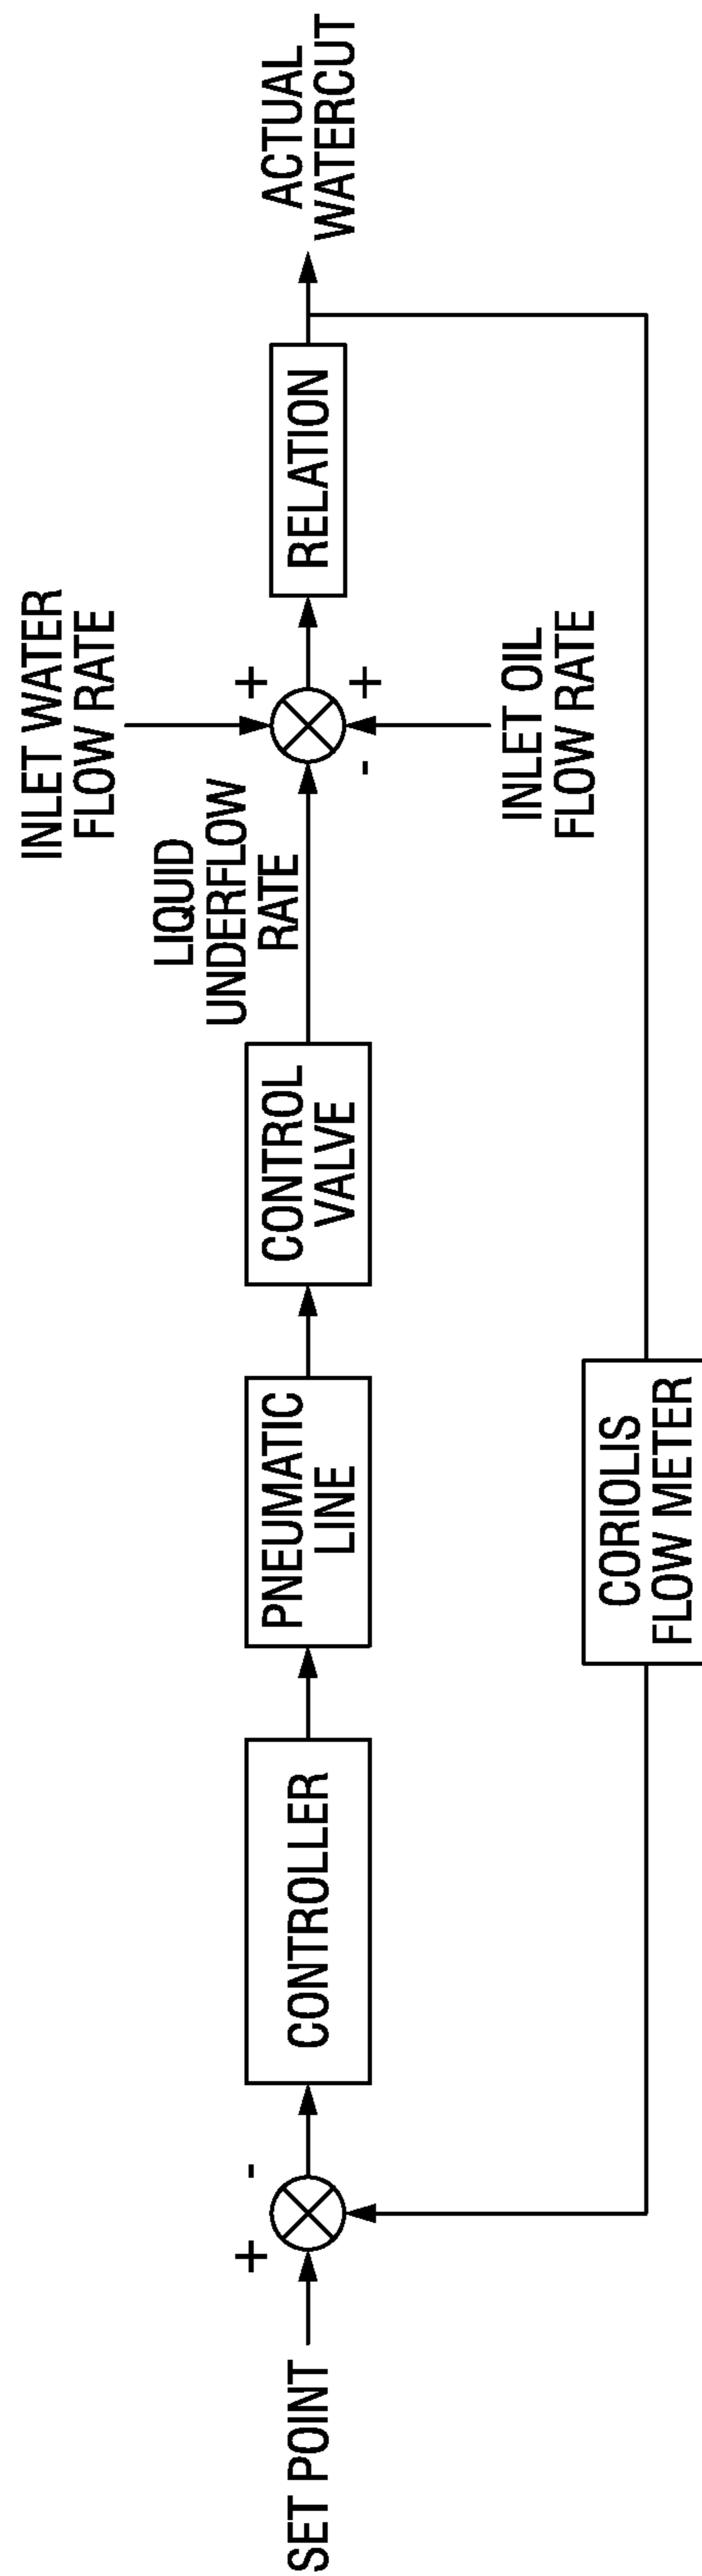 SET POINT
+
-
CONTROLLER
PNEUMATIC
LINE
CONTROL
VALVE
LIQUID
UNDERFLOW
RATE
INLET WATER
FLOW RATE
+
-
+
INLET OIL
FLOW RATE
RELATION
ACTUAL
WATERCUT
CORIOLIS
FLOW METER